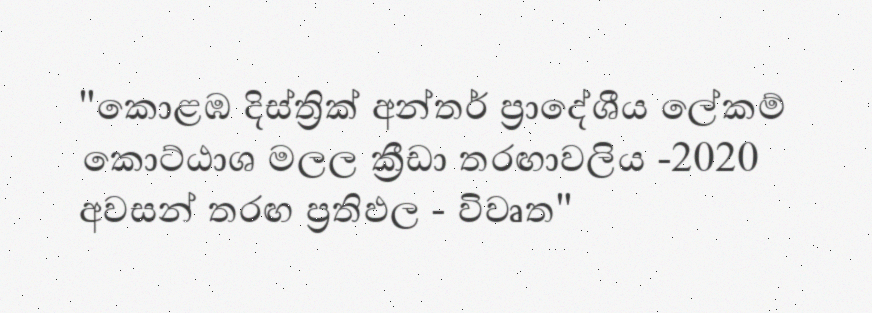 "කොළඹ දිස්ත්‍රික් අන්තර් ප්‍රාදේශීය ලේකම්
කොට්ඨාශ මලල ක්‍රීඩා තරඟාවලිය -2020
අවසන් තරඟ ප්‍රතිඵල - විවෘත"